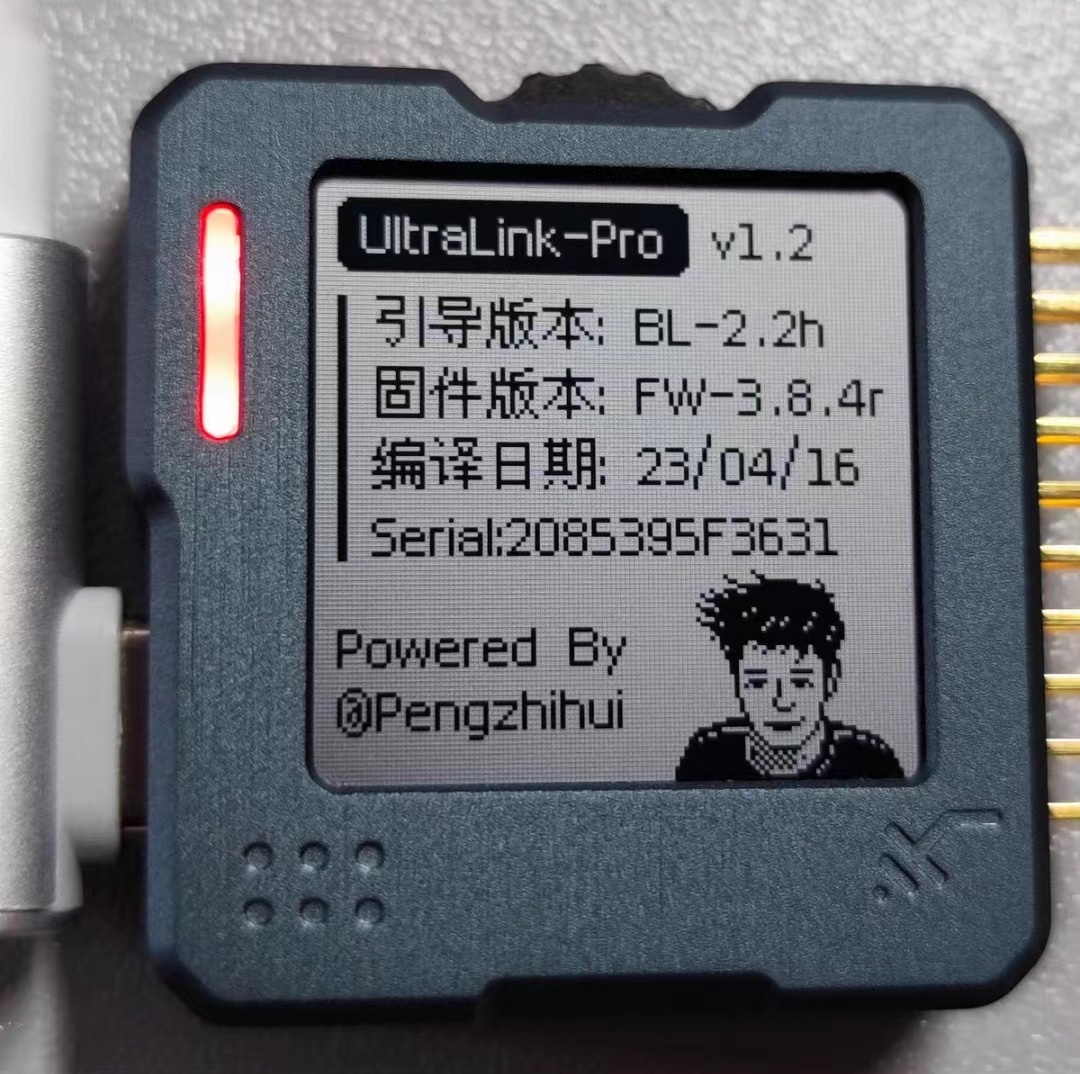 UltraLink-Pro v1.2
引导版本: BL-2.2h
固件版本: FW-3.8.4r
编译日期: 23/04/16
Serial:2085395F3631
Powered By
@Pengzhihui